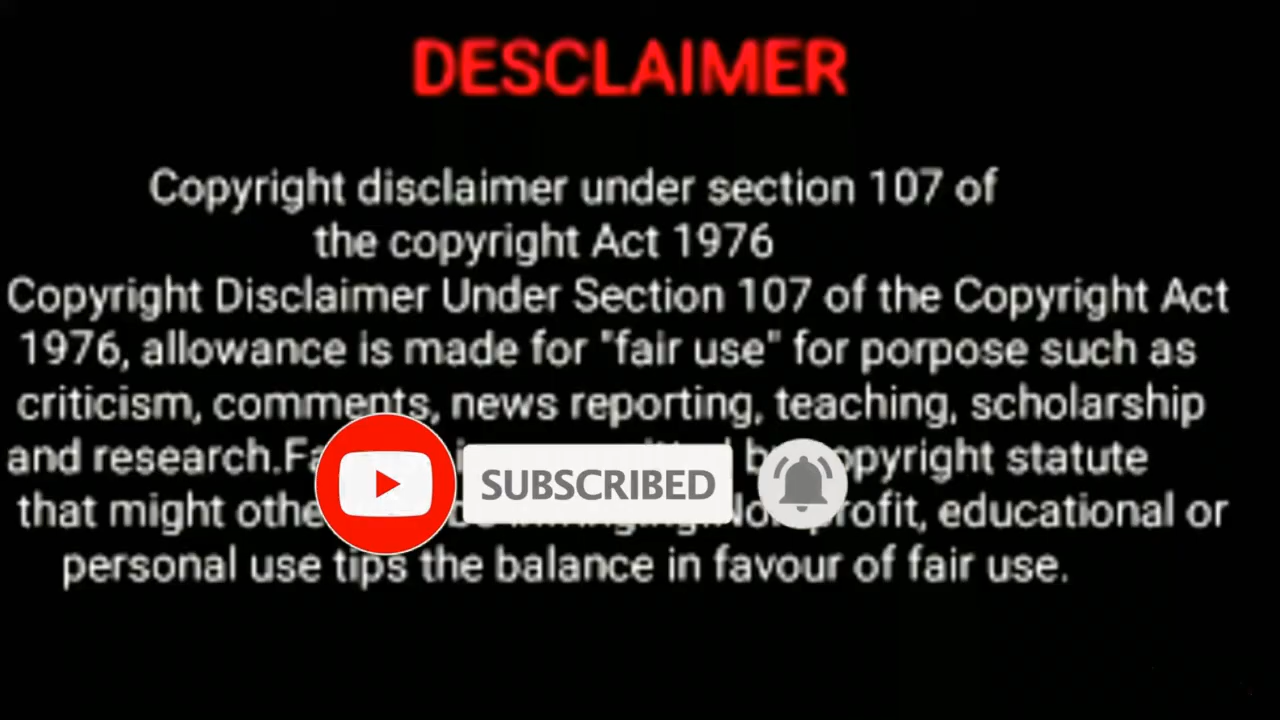 DESCLAIMER
Copyright disclaimer under section 107 of
the copyright Act 1976
Copyright Disclaimer Under Section 107 of the Copyright Act
1976, allowance is made for "fair use" for porpose such as
criticism, comments, news reporting, teaching, scholarship
and research. copyright statute
that might profit, educational or
SUBSCRIBED
personal use tips the balance in favour of fair use.